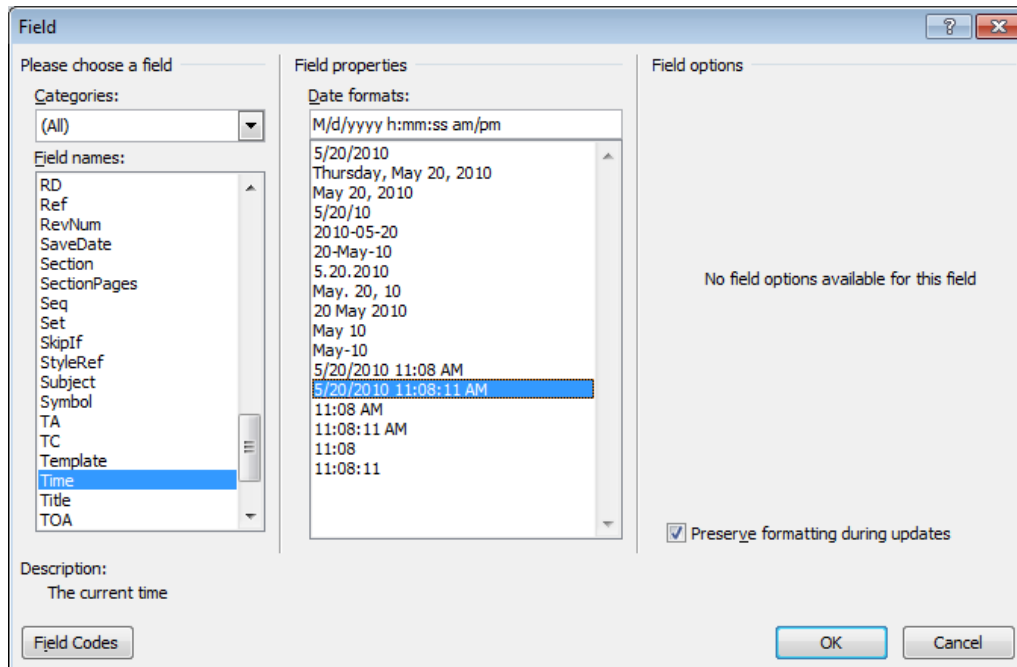 Field
Please choose a field
Categories:
(All)
Field names:
RD
Ref
RevNum
SaveDate
Section
SectionPages
Seq
Set
SkipIf
StyleRef
Subject
Symbol
TA
TC
Template
Time
Title
TOA
Field properties
Date formats:
M/d/yyyy h:mm:ss am/pm
5/20/2010
Thursday, May 20, 2010
May 20, 2010
5/20/10
2010-05-20
20-May-10
5.20.2010
May. 20, 10
20 May 2010
May 10
May-10
5/20/2010 11:08 AM
5/20/2010 11:08:11 AM
11:08 AM
11:08:11 AM
11:08
11:08:11
Field options
No field options available for this field
Preserve formatting during updates
Description:
The current time
Field Codes
OK
Cancel